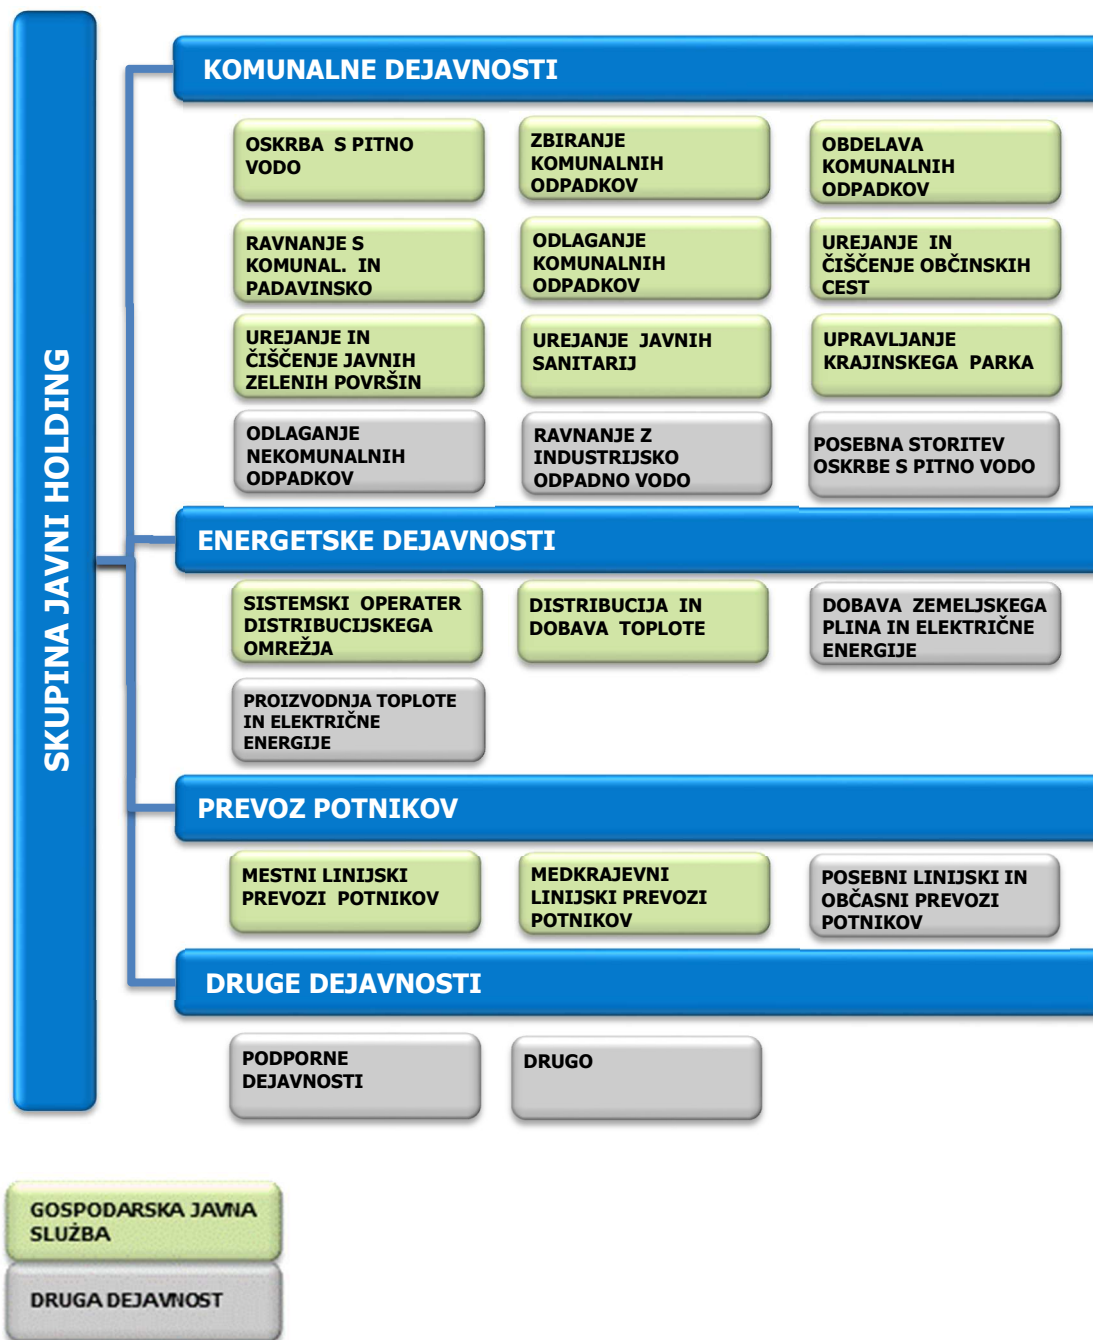 SKUPINA JAVNI HOLDING
KOMUNALNE DEJAVNOSTI
OSKRBA S PITNO
VODO
ZBIRANJE
KOMUNALNIH
ODPADKOV
OBDELAVA
KOMUNALNIH
ODPADKOV
RAVNANJE S
KOMUNAL. IN
PADAVINSKO
ODLAGANJE
KOMUNALNIH
ODPADKOV
UREJANJE IN
ČIŠČENJE OBČINSKIH
CEST
UREJANJE IN
ČIŠČENJE JAVNIH
ZELENIH POVRŠIN
UREJANJE JAVNIH
SANITARIJ
UPRAVLJANJE
KRAJINSKEGA PARKA
ODLAGANJE
NEKOMUNALNIH
ODPADKOV
RAVNANJE Z
INDUSTRIJSKO
ODPADNO VODO
POSEBNA STORITEV
OSKRBE S PITNO VODO
ENERGETSKE DEJAVNOSTI
SISTEMSKI OPERATER
DISTRIBUCIJSKEGA
OMREŽJA
DISTRIBUCIJA IN
DOBAVA TOPLOTE
DOBAVA ZEMELJSKEGA
PLINA IN ELEKTRIČNE
ENERGIJE
PROIZVODNJA TOPLOTE
IN ELEKTRIČNE
ENERGIJE
PREVOZ POTNIKOV
MESTNI LINIJSKI
PREVOZI POTNIKOV
MEDKRAJEVNI
LINIJSKI PREVOZI
POTNIKOV
POSEBNI LINIJSKI IN
OBČASNI PREVOZI
POTNIKOV
DRUGE DEJAVNOSTI
PODPORNE
DEJAVNOSTI
DRUGO
GOSPODARSKA JAVNA
SLUŽBA
DRUGA DEJAVNOST